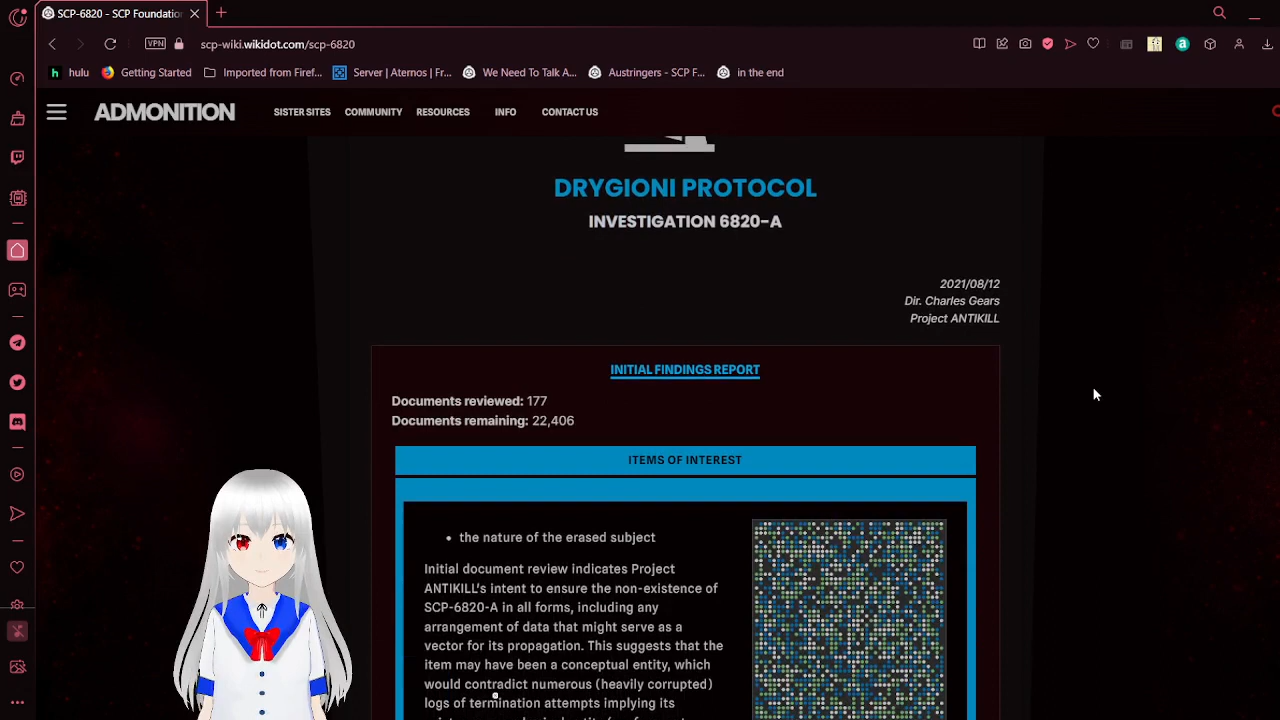 SCP-6820 - SCP Foundation
scp-wiki.wikidot.com/scp-6820
VPN
hulu
Getting Started
Imported from Firef...
Server | Aternos | Fr...
We Need To Talk A...
Austringers - SCP F...
in the end
ADMONITION
SISTER SITES
COMMUNITY
RESOURCES
INFO
CONTACT US
DRYGIONI PROTOCOL
INVESTIGATION 6820-A
2021/08/12
Dir. Charles Gears
Project ANTIKILL
INITIAL FINDINGS REPORT
Documents reviewed: 177
Documents remaining: 22,406
ITEMS OF INTEREST
• the nature of the erased subject
Initial document review indicates Project
ANTIKILL's intent to ensure the non-existence of
SCP-6820-A in all forms, including any
arrangement of data that might serve as a
vector for its propagation. This suggests that the
item may have been a conceptual entity, which
would contradict numerous (heavily corrupted)
logs of termination attempts implying its